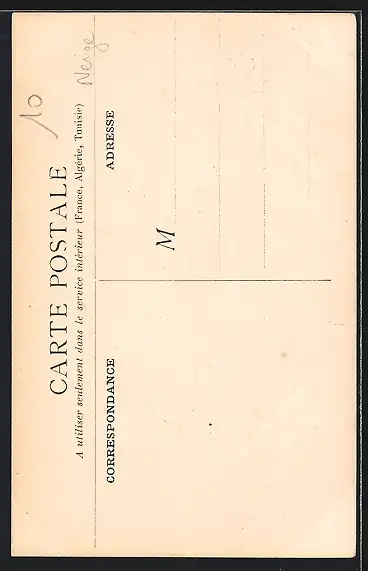 10
Neige
CARTE POSTALE
A utiliser seulement dans le service intérieur (France, Algérie, Tunisie)
CORRESPONDANCE
ADRESSE
M